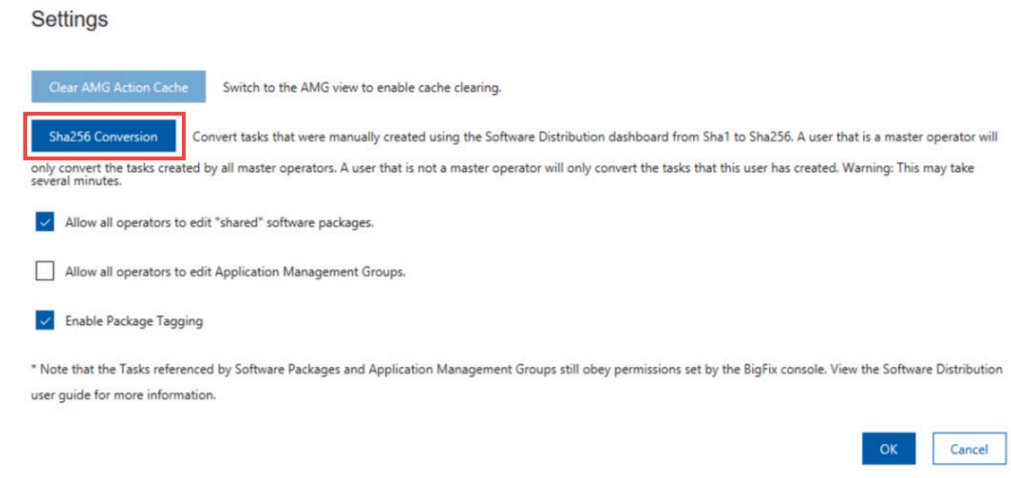 Settings
Clear AMG Action Cache Switch to the AMG view to enable cache clearing.
Sha256 Conversion Convert tasks that were manually created using the Software Distribution dashboard from Sha1 to Sha256. A user that is a master operator will
only convert the tasks created by all master operators. A user that is not a master operator will only convert the tasks that this user has created. Warning: This may take
several minutes.
Allow all operators to edit "shared" software packages.
Allow all operators to edit Application Management Groups.
Enable Package Tagging
* Note that the Tasks referenced by Software Packages and Application Management Groups still obey permissions set by the BigFix console. View the Software Distribution
user guide for more information.
OK Cancel